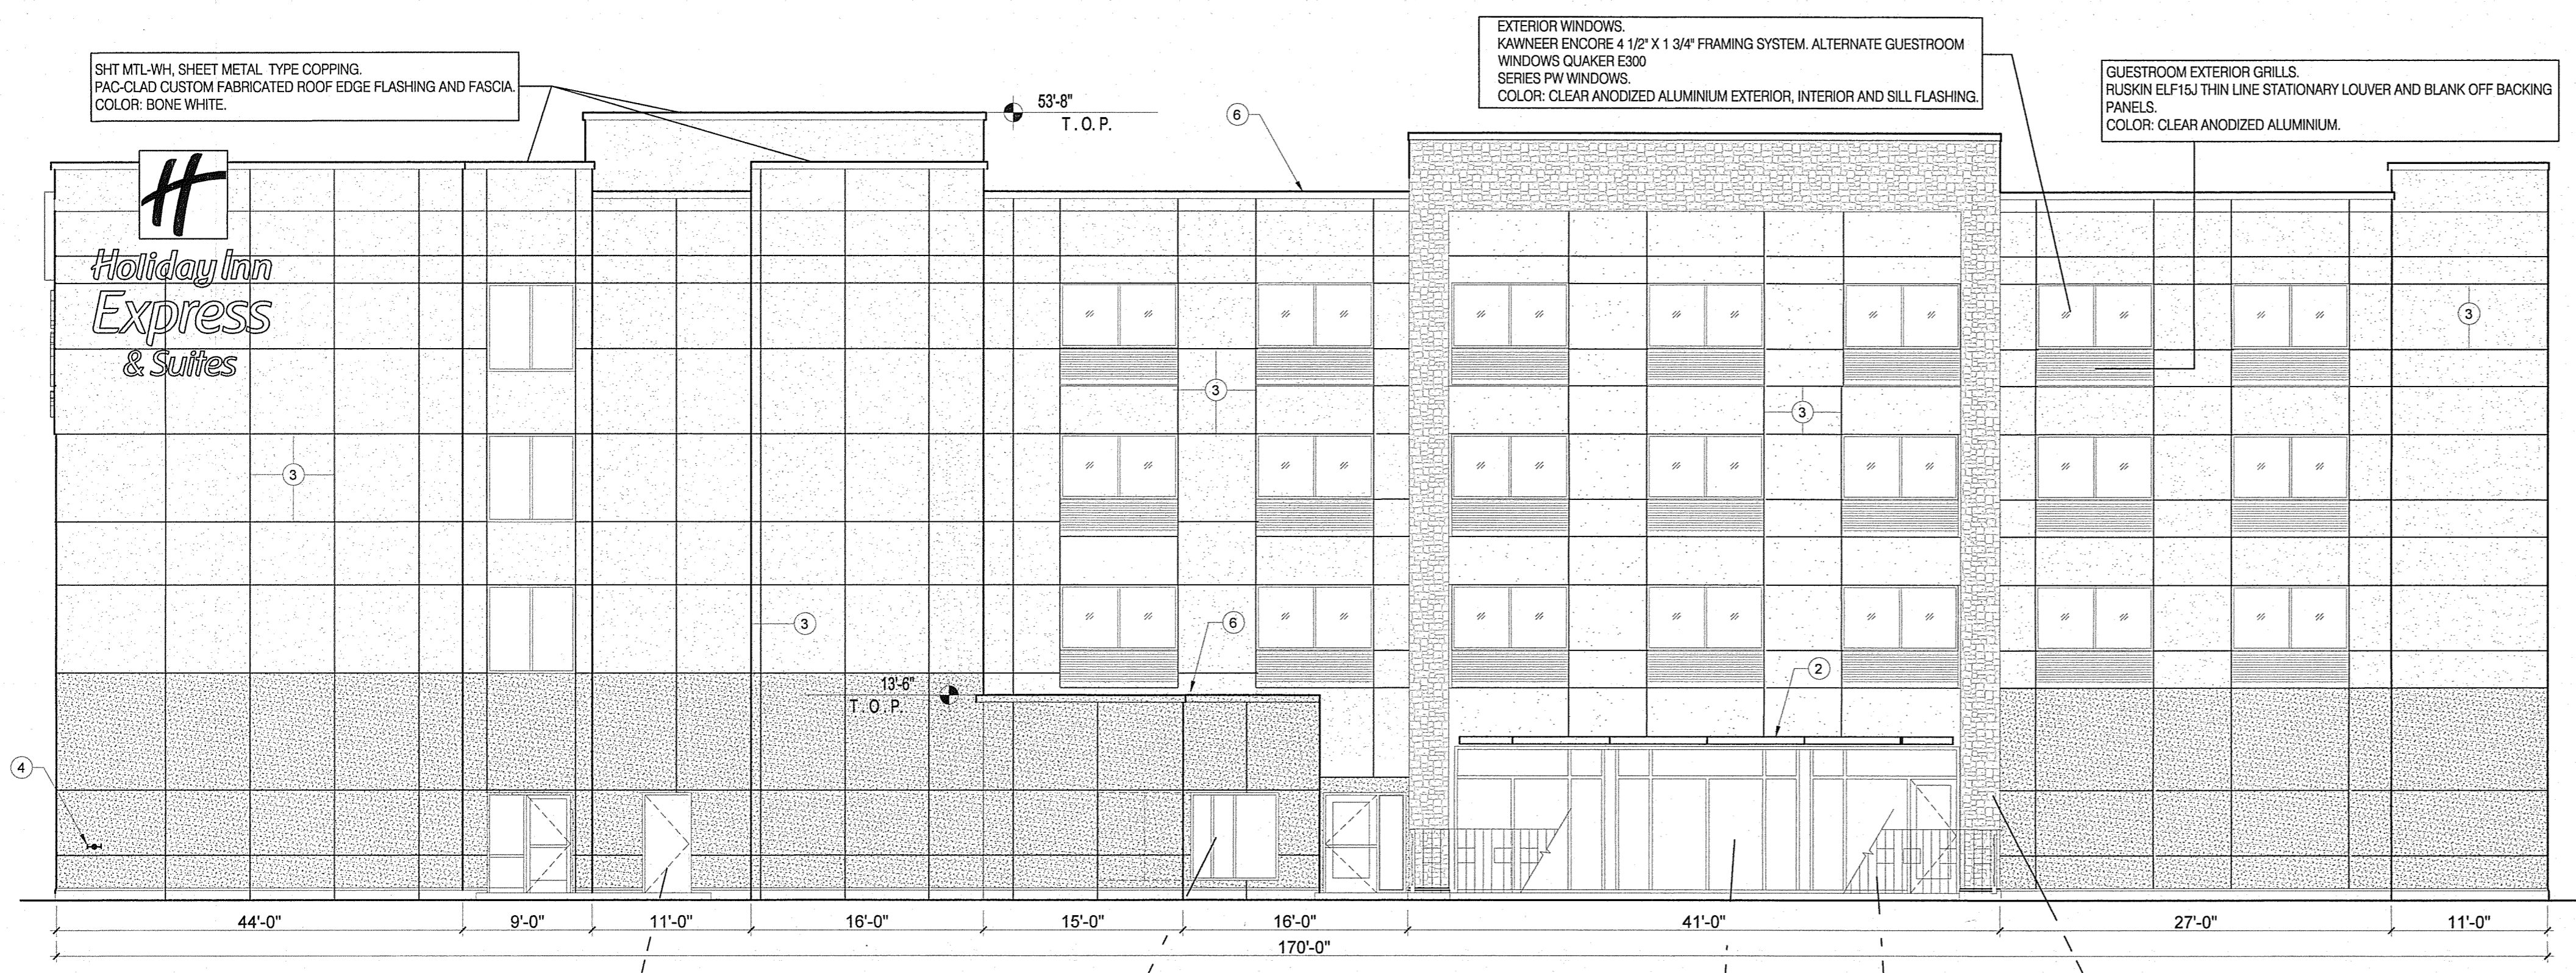 EXTERIOR WINDOWS.
KAWNEER ENCORE 4 1/2" X 1 3/4" FRAMING SYSTEM. ALTERNATE GUESTROOM
WINDOWS QUAKER E300
SERIES PW WINDOWS.
COLOR: CLEAR ANODIZED ALUMINIUM EXTERIOR, INTERIOR AND SILL FLASHING.
SHT MTL-WH, SHEET METAL TYPE COPPING.
PAC-CLAD CUSTOM FABRICATED ROOF EDGE FLASHING AND FASCIA.
COLOR: BONE WHITE.
GUESTROOM EXTERIOR GRILLS.
RUSKIN ELF15J THIN LINE STATIONARY LOUVER AND BLANK OFF BACKING
PANELS.
COLOR: CLEAR ANODIZED ALUMINIUM.
53'-8"
T.O.P.
6
H
Holiday Inn
Express
& Suites
3
3
3
3
3
6
2
13'-6"
T.O.P.
4
44'-0"
9'-0"
11'-0"
16'-0"
15'-0"
16'-0"
41'-0"
27'-0"
11'-0"
170'-0"